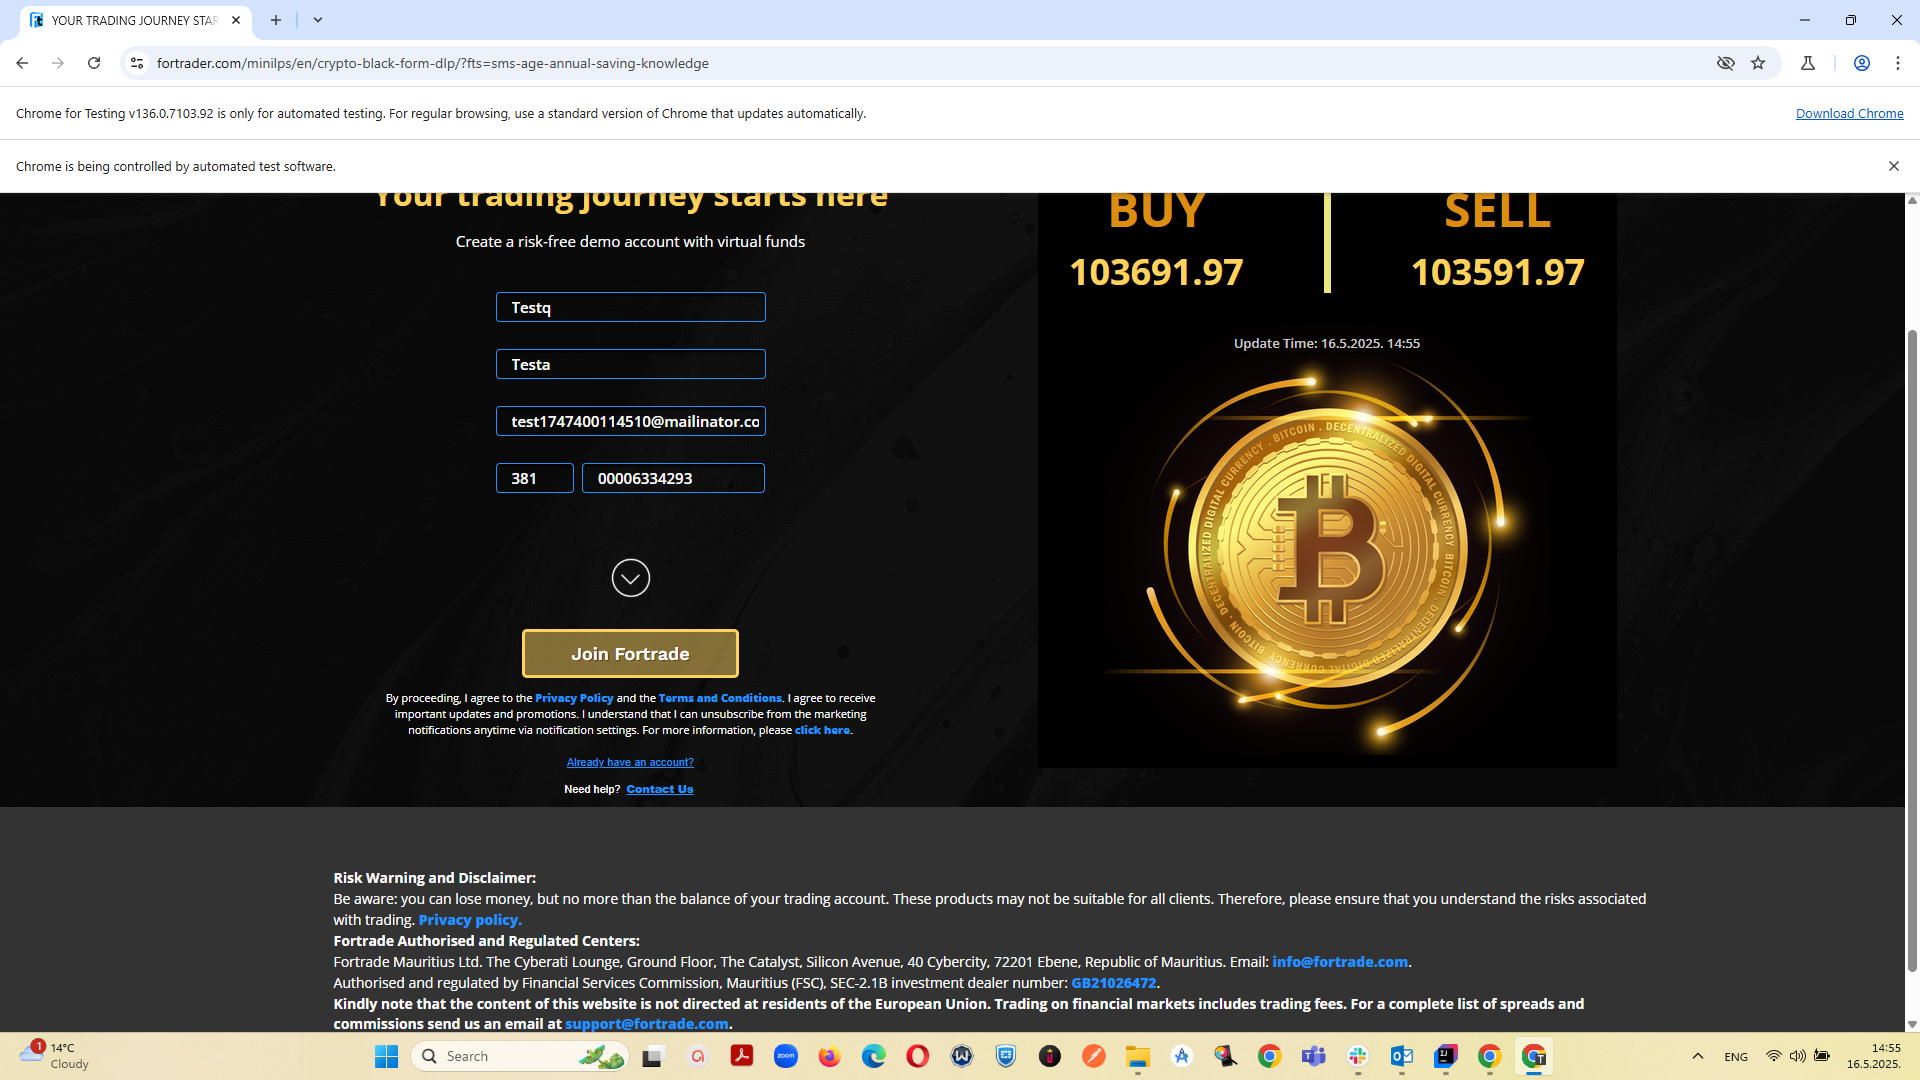 YOUR TRADING JOURNEY STAR
fortrader.com/minilps/en/crypto-black-form-dlp/?fts=sms-age-annual-saving-knowledge
Chrome for Testing v136.0.7103.92 is only for automated testing. For regular browsing, use a standard version of Chrome that updates automatically.
Download Chrome
Chrome is being controlled by automated test software.
Your trading journey starts here
Create a risk-free demo account with virtual funds
Testq
Testa
test1747400114510@mailinator.co
381 00006334293
Join Fortrade
By proceeding, I agree to the Privacy Policy and the Terms and Conditions. I agree to receive
important updates and promotions. I understand that I can unsubscribe from the marketing
notifications anytime via notification settings. For more information, please click here.
Already have an account?
Need help? Contact Us
BUY SELL
103691.97 103591.97
Update Time: 16.5.2025. 14:55
BITCOIN . DECENTRALIZED DIGITAL CURRENCY
BITCOIN . DECENTRALIZED DIGITAL CURRENCY
BITCOIN . DECENTRALIZED DIGITAL CURRENCY
Risk Warning and Disclaimer:
Be aware: you can lose money, but no more than the balance of your trading account. These products may not be suitable for all clients. Therefore, please ensure that you understand the risks associated
with trading. Privacy policy.
Fortrade Authorised and Regulated Centers:
Fortrade Mauritius Ltd. The Cyberati Lounge, Ground Floor, The Catalyst, Silicon Avenue, 40 Cybercity, 72201 Ebene, Republic of Mauritius. Email: info@fortrade.com.
Authorised and regulated by Financial Services Commission, Mauritius (FSC), SEC-2.1B investment dealer number: GB21026472.
Kindly note that the content of this website is not directed at residents of the European Union. Trading on financial markets includes trading fees. For a complete list of spreads and
commissions send us an email at support@fortrade.com.
1
14°C
Cloudy
Search
zoom
ENG
14:55
16.5.2025.